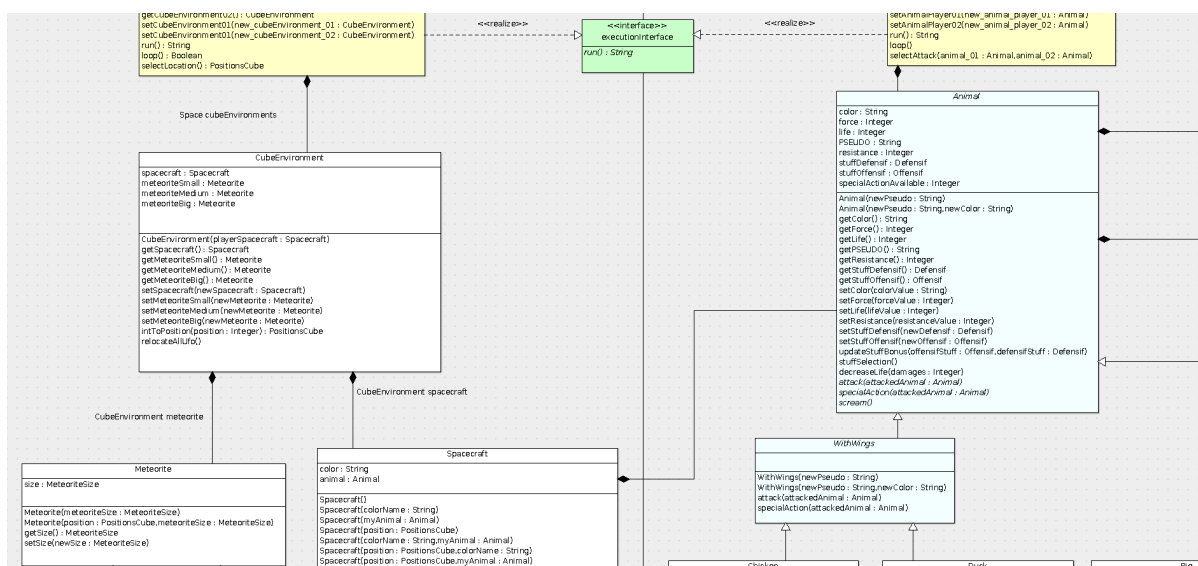 getCubeEnvironment02() : CubeEnvironment
setCubeEnvironment01(new_cubeEnvironment_01 : CubeEnvironment)
setCubeEnvironment01(new_cubeEnvironment_02 : CubeEnvironment)
run() : String
loop() : Boolean
selectLocation() : PositionsCube
<<realize>>
<<interface>>
executionInterface
run() : String
<<realize>>
setAnimalPlayer01(new_animal_player_01 : Animal)
setAnimalPlayer02(new_animal_player_02 : Animal)
run() : String
loop()
selectAttack(animal_01 : Animal,animal_02 : Animal)
Space cubeEnvironments
CubeEnvironment
spacecraft : Spacecraft
meteoriteSmall : Meteorite
meteoriteMedium : Meteorite
meteoriteBig : Meteorite
CubeEnvironment(playerSpacecraft : Spacecraft)
getSpacecraft() : Spacecraft
getMeteoriteSmall() : Meteorite
getMeteoriteMedium() : Meteorite
getMeteoriteBig() : Meteorite
setSpacecraft(newSpacecraft : Spacecraft)
setMeteoriteSmall(newMeteorite : Meteorite)
setMeteoriteMedium(newMeteorite : Meteorite)
setMeteoriteBig(newMeteorite : Meteorite)
intToPosition(position : Integer) : PositionsCube
relocateAllUfo()
Animal
color : String
force : Integer
life : Integer
PSEUDO : String
resistance : Integer
stuffDefensif : Defensif
stuffOffensif : Offensif
specialActionAvailable : Integer
Animal(newPseudo : String)
Animal(newPseudo : String,newColor : String)
getColor() : String
getForce() : Integer
getLife() : Integer
getPSEUDO() : String
getResistance() : Integer
getStuffDefensif() : Defensif
getStuffOffensif() : Offensif
setColor(colorValue : String)
setForce(forceValue : Integer)
setLife(lifeValue : Integer)
setResistance(resistanceValue : Integer)
setStuffDefensif(newDefensif : Defensif)
setStuffOffensif(newOffensif : Offensif)
updateStuffBonus(offensifStuff : Offensif,defensifStuff : Defensif)
stuffSelection()
decreaseLife(damages : Integer)
attack(attackedAnimal : Animal)
specialAction(attackedAnimal : Animal)
scream()
CubeEnvironment meteorite
CubeEnvironment spacecraft
Meteorite
size : MeteoriteSize
Meteorite(meteoriteSize : MeteoriteSize)
Meteorite(position : PositionsCube,meteoriteSize : MeteoriteSize)
getSize() : MeteoriteSize
setSize(newSize : MeteoriteSize)
Spacecraft
color : String
animal : Animal
Spacecraft()
Spacecraft(colorName : String)
Spacecraft(myAnimal : Animal)
Spacecraft(position : PositionsCube)
Spacecraft(colorName : String,myAnimal : Animal)
Spacecraft(position : PositionsCube,colorName : String)
Spacecraft(position : PositionsCube,myAnimal : Animal)
WithWings
WithWings(newPseudo : String)
WithWings(newPseudo : String,newColor : String)
attack(attackedAnimal : Animal)
specialAction(attackedAnimal : Animal)
Chicken
Duck